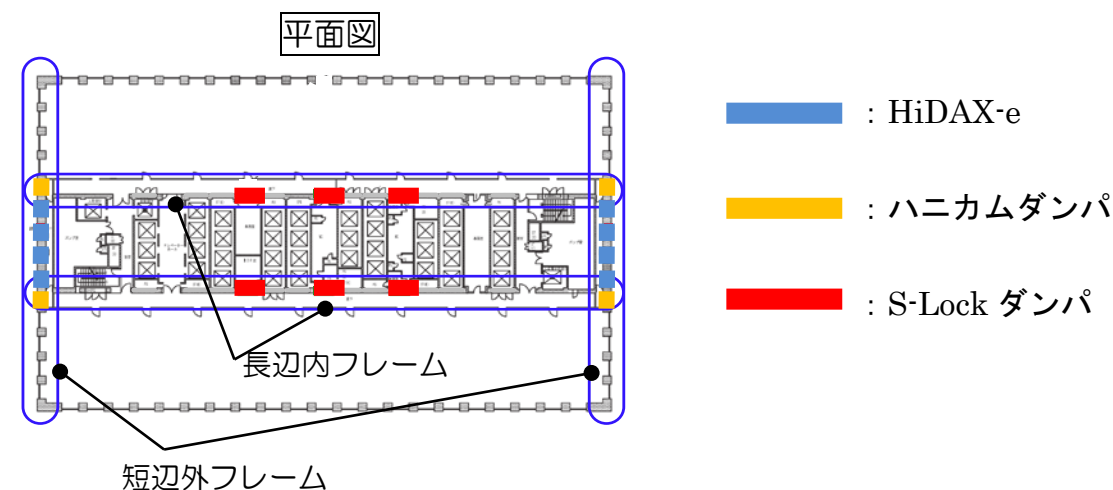 平面図
: HiDAX-e
: ハニカムダンパ
: S-Lock ダンパ
長辺内フレーム
短辺外フレーム